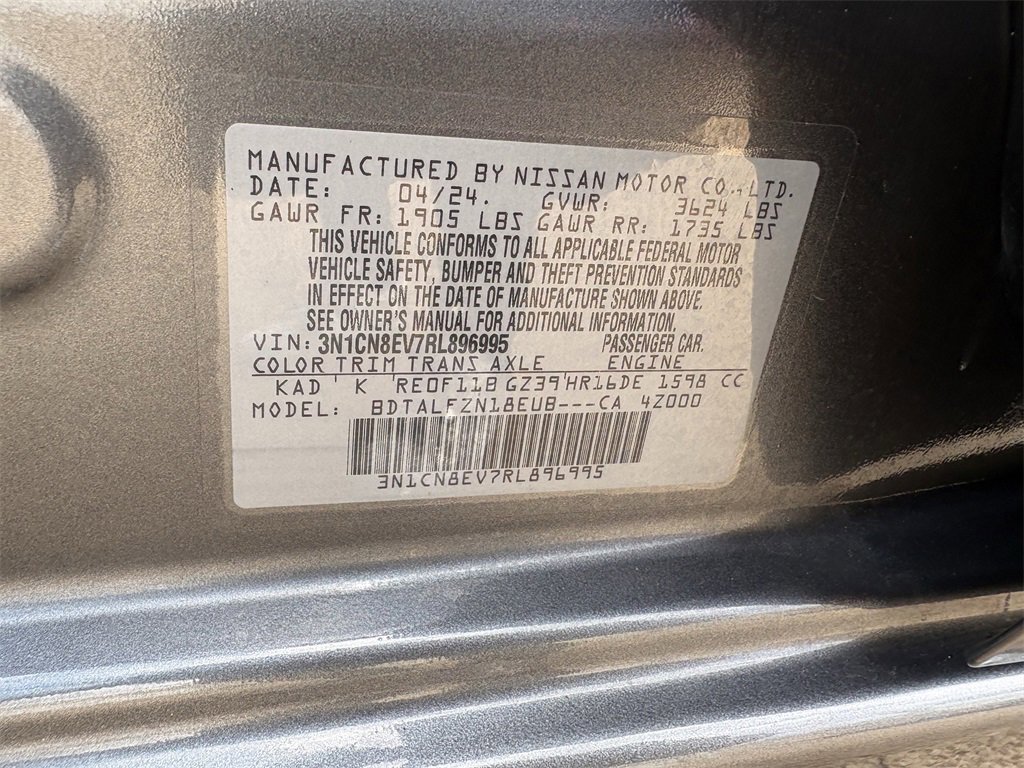 MANUFACTURED BY NISSAN MOTOR CO.,LTD.
DATE: 04/24. GVWR: 3624 LBS
GAWR FR: 1905 LBS GAWR RR: 1735 LBS
THIS VEHICLE CONFORMS TO ALL APPLICABLE FEDERAL MOTOR
VEHICLE SAFETY, BUMPER AND THEFT PREVENTION STANDARDS
IN EFFECT ON THE DATE OF MANUFACTURE SHOWN ABOVE.
SEE OWNER'S MANUAL FOR ADDITIONAL INFORMATION.
VIN: 3N1CN8EV7RL896995 PASSENGER CAR.
COLOR TRIM TRANS AXLE ENGINE
KAD K RE0F11B GZ39 HR16DE 1598 CC
MODEL: BDTALFZN18EUB---CA 4Z000
3N1CN8EV7RL896995